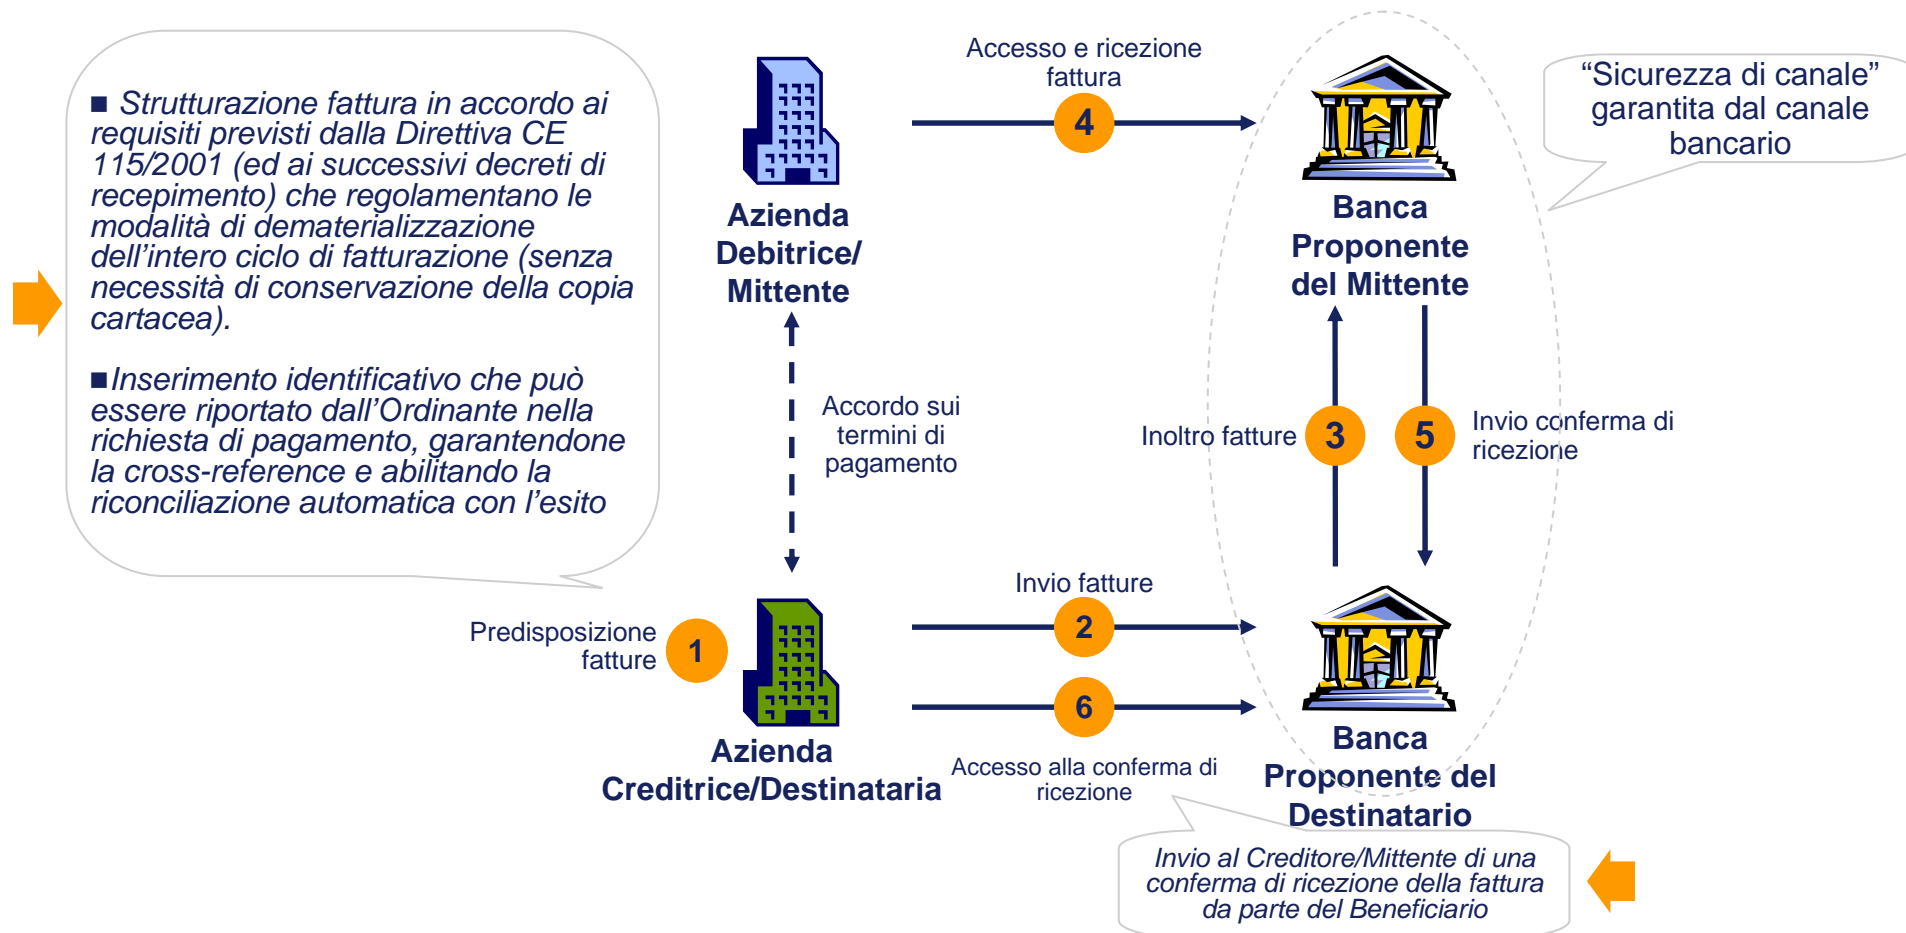 ■ Strutturazione fattura in accordo ai
requisiti previsti dalla Direttiva CE
115/2001 (ed ai successivi decreti di
recepimento) che regolamentano le
modalità di dematerializzazione
dell’intero ciclo di fatturazione (senza
necessità di conservazione della copia
cartacea).
■Inserimento identificativo che può
essere riportato dall’Ordinante nella
richiesta di pagamento, garantendone
la cross-reference e abilitando la
riconciliazione automatica con l’esito
Azienda
Debitrice/
Mittente
Accesso e ricezione
fattura
4
Banca
Proponente
del Mittente
“Sicurezza di canale”
garantita dal canale
bancario
Accordo sui
termini di
pagamento
Inoltro fatture
3
5
Invio conferma di
ricezione
Predisposizione
fatture
1
Azienda
Creditrice/Destinataria
Invio fatture
2
6
Accesso alla conferma di
ricezione
Banca
Proponente del
Destinatario
Invio al Creditore/Mittente di una
conferma di ricezione della fattura
da parte del Beneficiario